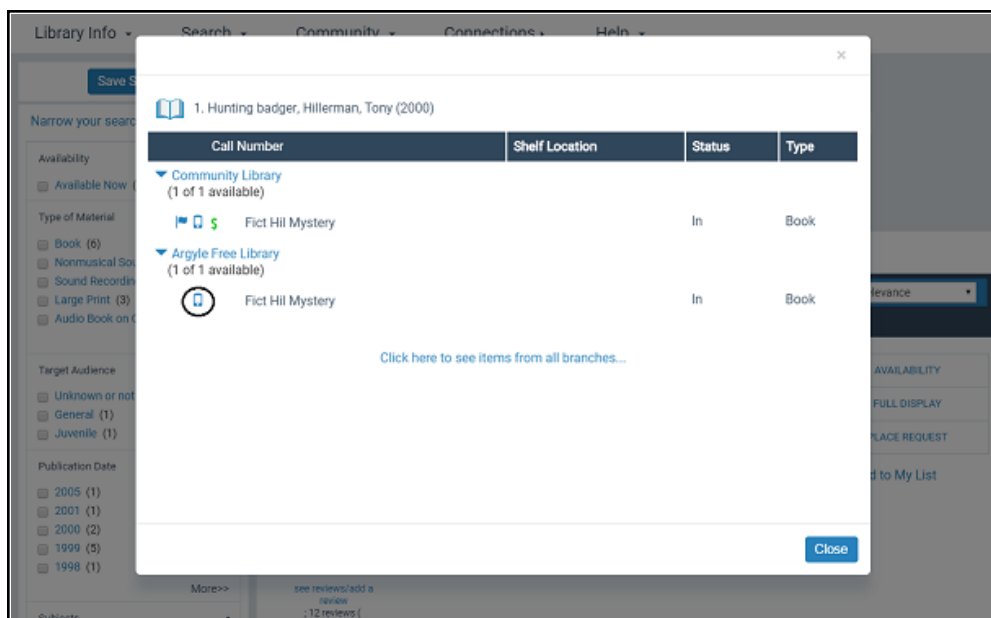 Library Info Search Community Connections Help
×
Save S
1. Hunting badger, Hillerman, Tony (2000)
Narrow your searc
Call Number Shelf Location Status Type
Availability
Community Library
(1 of 1 available)
Available Now (
Type of Material
$ Fict Hil Mystery In Book
Book (6)
Argyle Free Library
Nonmusical Sou
(1 of 1 available)
Sound Recordin
Large Print (3)
Fict Hil Mystery In Book
levance
Audio Book on C
Click here to see items from all branches...
Target Audience
AVAILABILITY
Unknown or not
General (1)
FULL DISPLAY
Juvenile (1)
PLACE REQUEST
Publication Date
d to My List
2005 (1)
2001 (1)
2000 (2)
1999 (5)
Close
1998 (1)
More>>
see reviews/add a
review
: 12 reviews (
Subjects